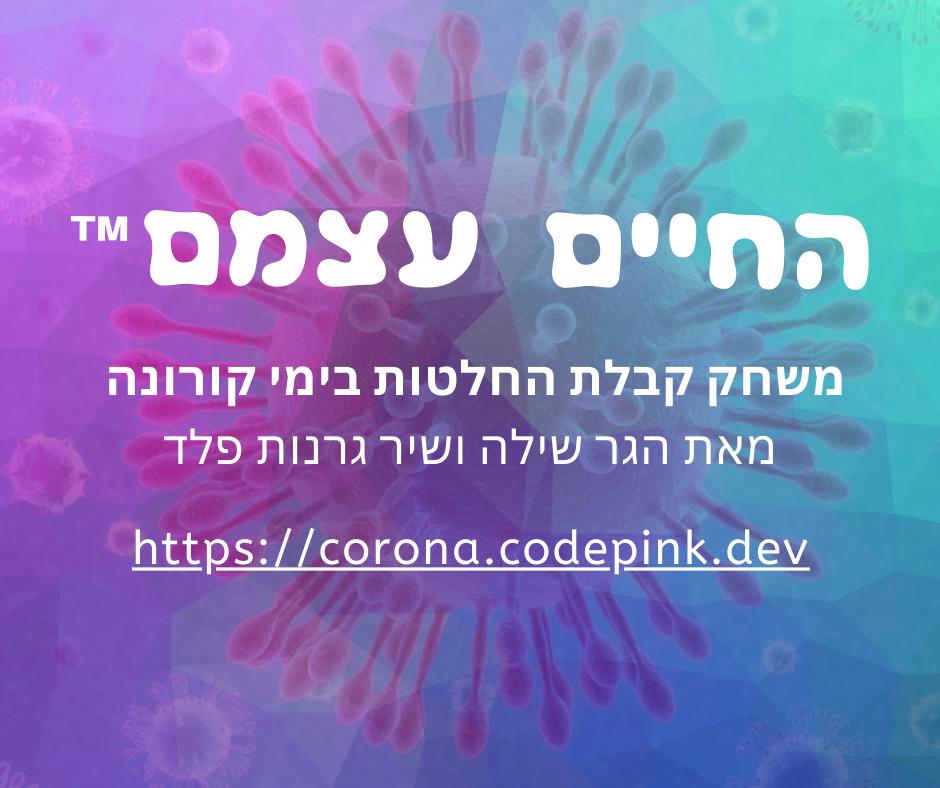 החיים עצמם™
משחק קבלת החלטות בימי קורונה
מאת הגר שילה ושיר גרנות פלד
https://corona.codepink.dev